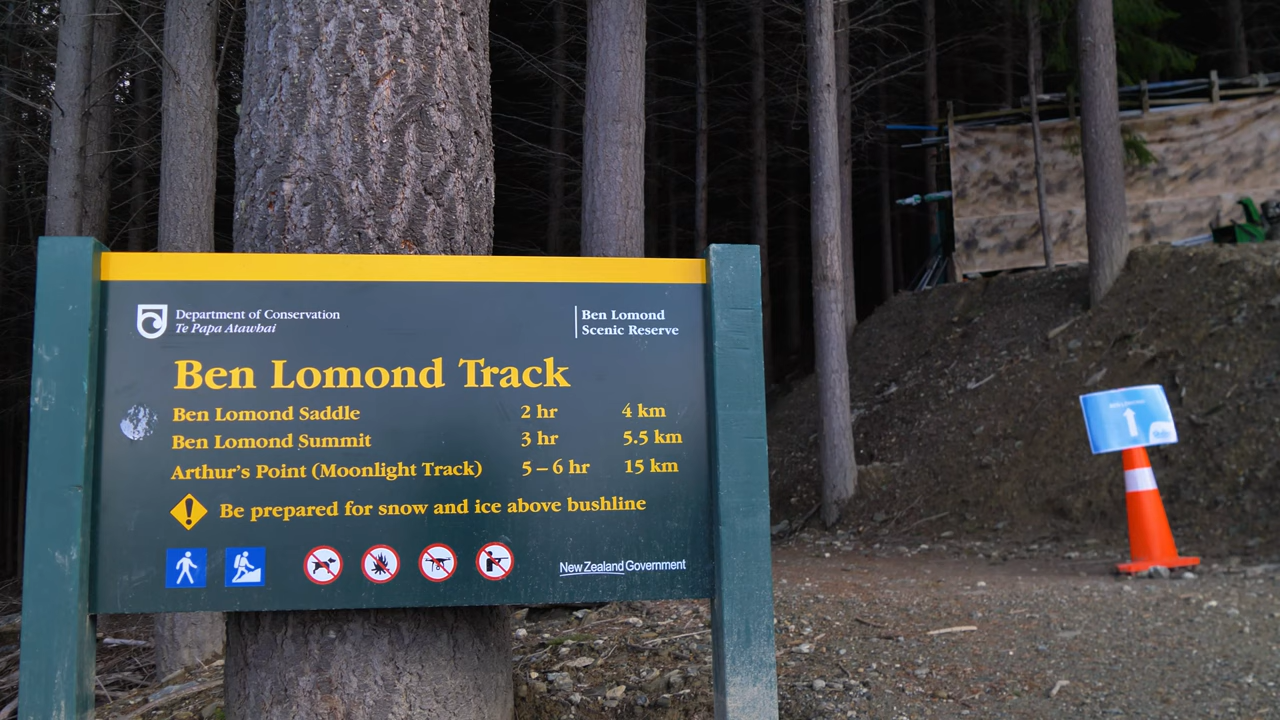 Department of Conservation
Te Papa Atawhai
Ben Lomond
Scenic Reserve
Ben Lomond Track
Ben Lomond Saddle 2 hr 4 km
Ben Lomond Summit 3 hr 5.5 km
Arthur's Point (Moonlight Track) 5 – 6 hr 15 km
Be prepared for snow and ice above bushline
New Zealand Government